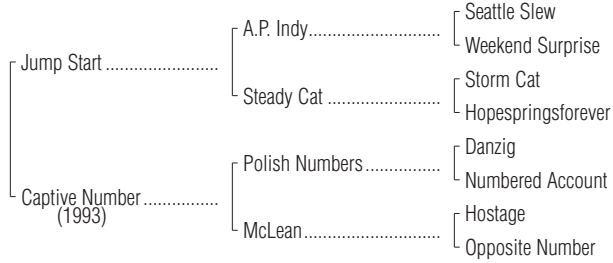 Seattle Slew
A.P. Indy..............................
Weekend Surprise
Jump Start ........................
Storm Cat
Steady Cat ........................
Hopespringsforever
Danzig
Polish Numbers................
Numbered Account
Captive Number................
(1993)
Hostage
McLean.............................
Opposite Number